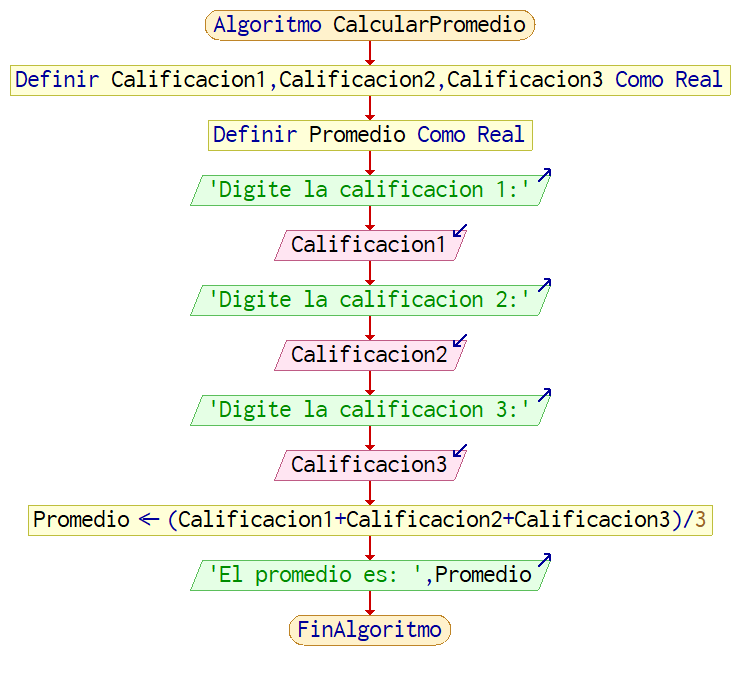 Algoritmo CalcularPromedio
Definir Calificacion1,Calificacion2,Calificacion3 Como Real
Definir Promedio Como Real
'Digite la calificacion 1:'
Calificacion1
'Digite la calificacion 2:'
Calificacion2
'Digite la calificacion 3:'
Calificacion3
Promedio ← (Calificacion1+Calificacion2+Calificacion3)/3
'El promedio es: ',Promedio
FinAlgoritmo